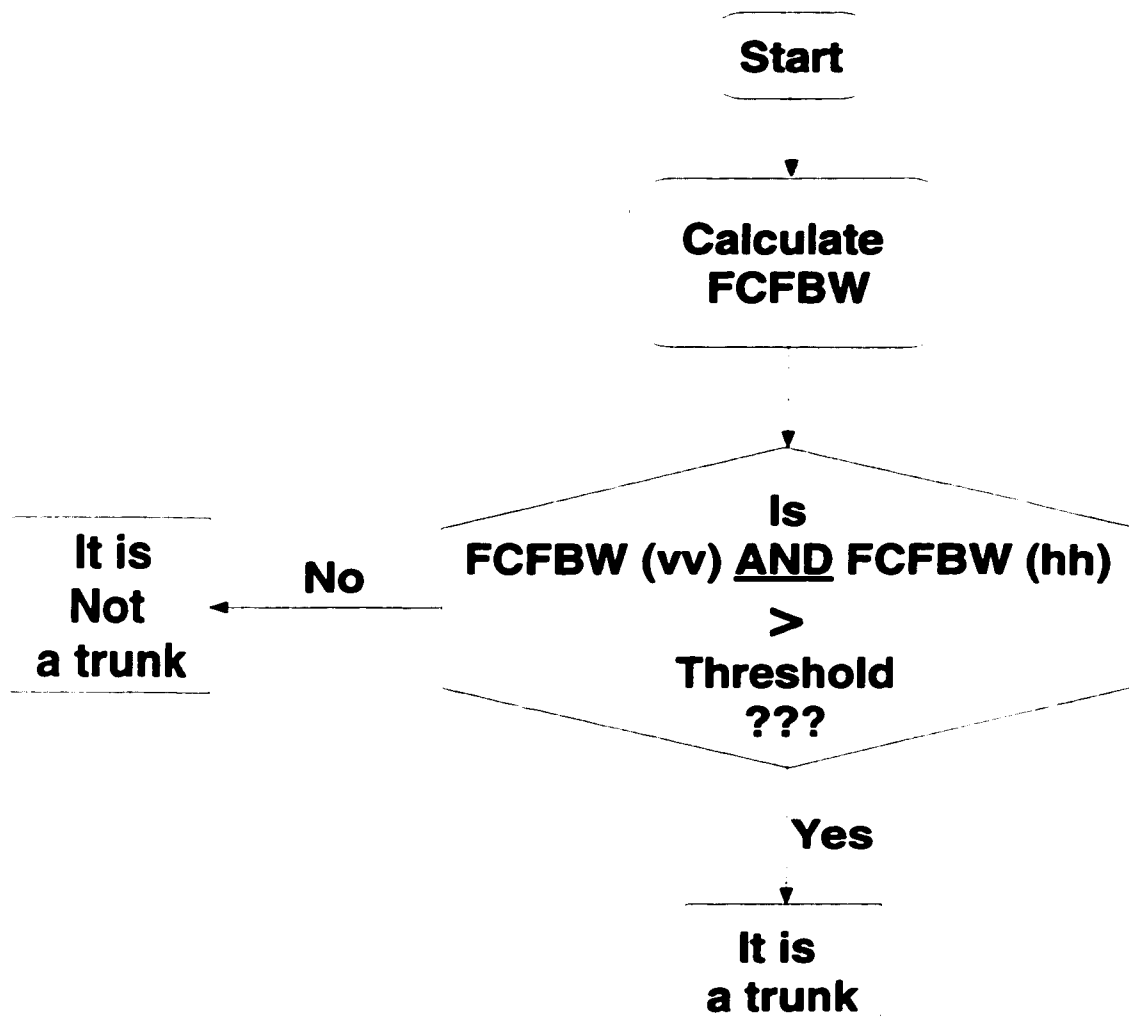 Start
Calculate
FCFBW
Is
FCFBW (vv) AND FCFBW (hh)
>
Threshold
???
No
It is
Not
a trunk
Yes
It is
a trunk